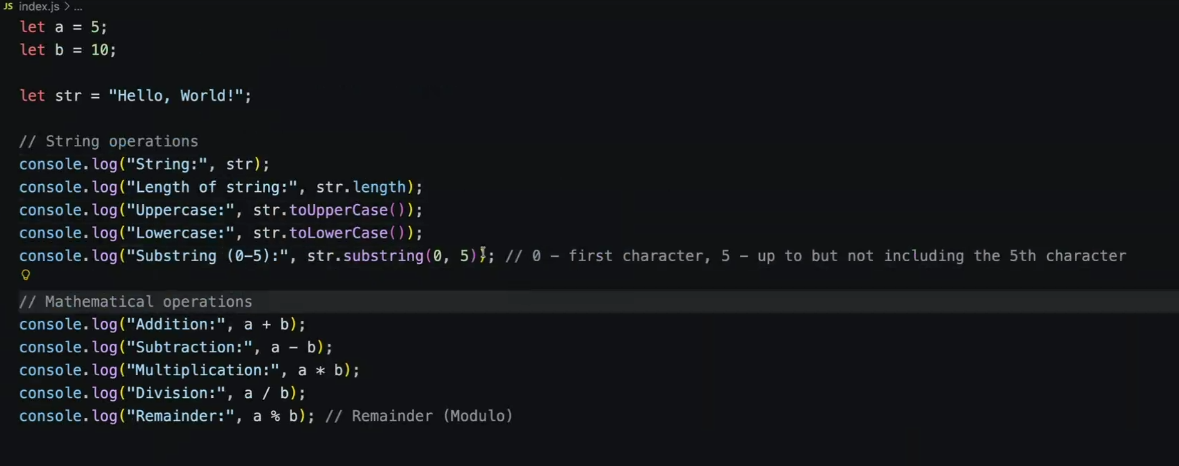 JS index.js > ...
let a = 5;
let b = 10;
let str = "Hello, World!";
// String operations
console.log("String:", str);
console.log("Length of string:", str.length);
console.log("Uppercase:", str.toUpperCase());
console.log("Lowercase:", str.toLowerCase());
console.log("Substring (0-5):", str.substring(0, 5)); // 0 - first character, 5 - up to but not including the 5th character
// Mathematical operations
console.log("Addition:", a + b);
console.log("Subtraction:", a - b);
console.log("Multiplication:", a * b);
console.log("Division:", a / b);
console.log("Remainder:", a % b); // Remainder (Modulo)